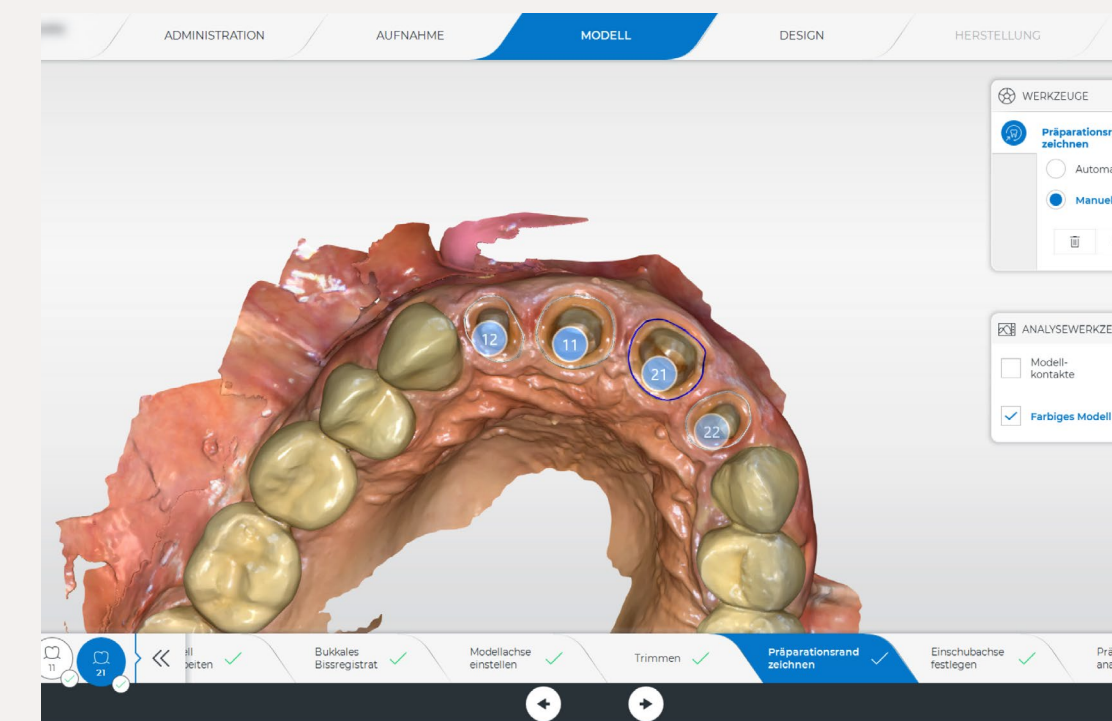 ADMINISTRATION
AUFNAHME
MODELL
DESIGN
HERSTELLUNG
WERKZEUGE
Präparationsr
zeichnen
Automa
Manuel
ANALYSEWERKZE
Modell-
kontakte
Farbiges Modell
12
11
21
22
11
21
ell
beiten
Bukkales
Bissregistrat
Modellachse
einstellen
Trimmen
Präparationsrand
zeichnen
Einschubachse
festlegen
Prä
ana